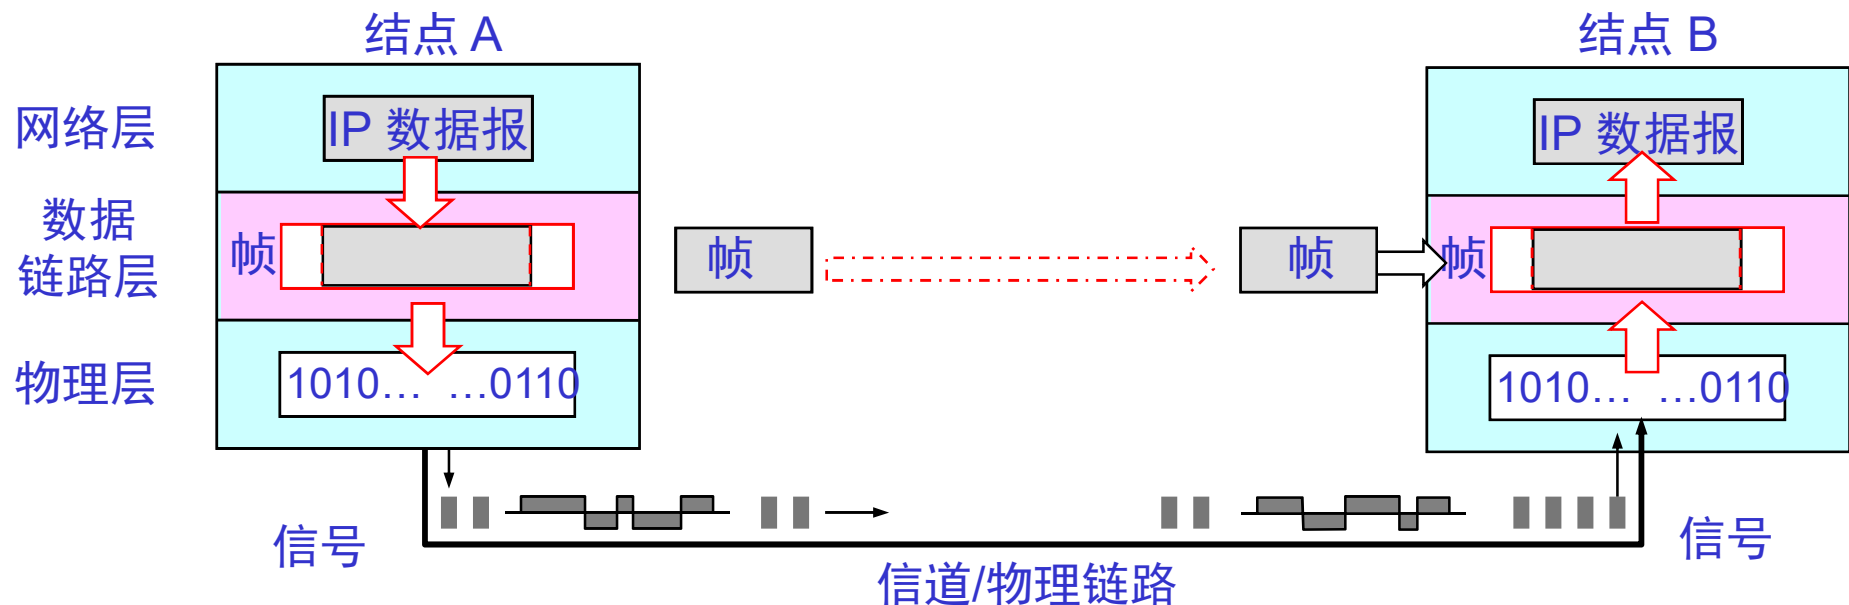 结点 A
结点 B
网络层
IP 数据报
IP 数据报
数据
链路层
帧
帧
帧
帧
物理层
1010… …0110
1010… …0110
信号
信号
信道/物理链路